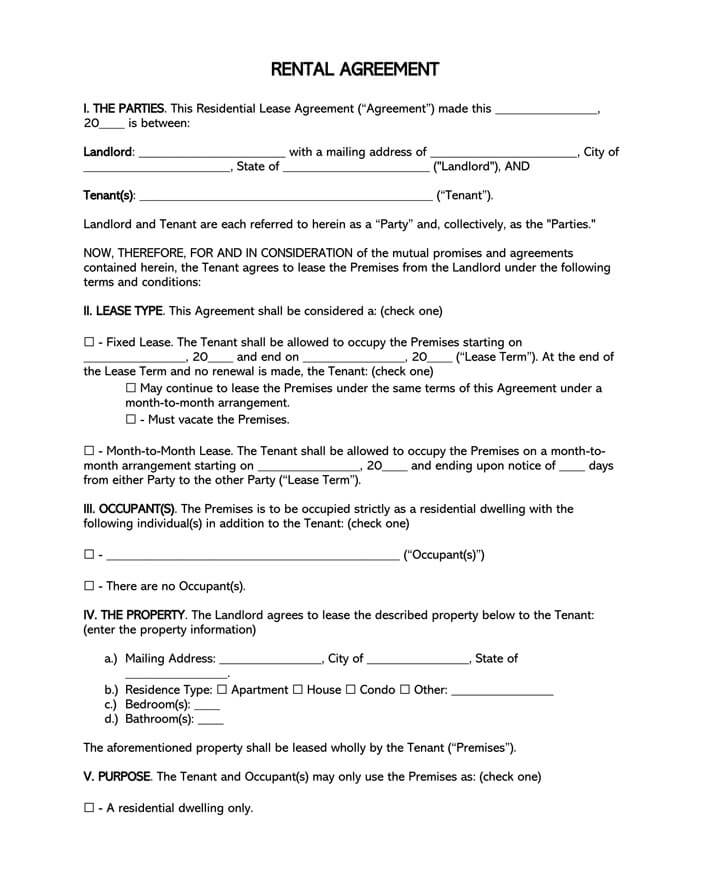 RENTAL AGREEMENT
I. THE PARTIES. This Residential Lease Agreement (“Agreement”) made this ________________,
20____ is between:
Landlord: _______________________ with a mailing address of _______________________, City of
_______________________, State of _______________________ ("Landlord"), AND
Tenant(s): ______________________________________________ (“Tenant”).
Landlord and Tenant are each referred to herein as a “Party” and, collectively, as the "Parties."
NOW, THEREFORE, FOR AND IN CONSIDERATION of the mutual promises and agreements
contained herein, the Tenant agrees to lease the Premises from the Landlord under the following
terms and conditions:
II. LEASE TYPE. This Agreement shall be considered a: (check one)
☐ - Fixed Lease. The Tenant shall be allowed to occupy the Premises starting on
________________, 20____ and end on ________________, 20____ (“Lease Term”). At the end of
the Lease Term and no renewal is made, the Tenant: (check one)
☐ May continue to lease the Premises under the same terms of this Agreement under a
month-to-month arrangement.
☐ - Must vacate the Premises.
☐ - Month-to-Month Lease. The Tenant shall be allowed to occupy the Premises on a month-to-
month arrangement starting on ________________, 20____ and ending upon notice of ____ days
from either Party to the other Party (“Lease Term”).
III. OCCUPANT(S). The Premises is to be occupied strictly as a residential dwelling with the
following individual(s) in addition to the Tenant: (check one)
☐ - ______________________________________________ (“Occupant(s)”)
☐ - There are no Occupant(s).
IV. THE PROPERTY. The Landlord agrees to lease the described property below to the Tenant:
(enter the property information)
a.) Mailing Address: ________________, City of ________________, State of
________________.
b.) Residence Type: ☐ Apartment ☐ House ☐ Condo ☐ Other: ________________
c.) Bedroom(s): ____
d.) Bathroom(s): ____
The aforementioned property shall be leased wholly by the Tenant (“Premises”).
V. PURPOSE. The Tenant and Occupant(s) may only use the Premises as: (check one)
☐ - A residential dwelling only.